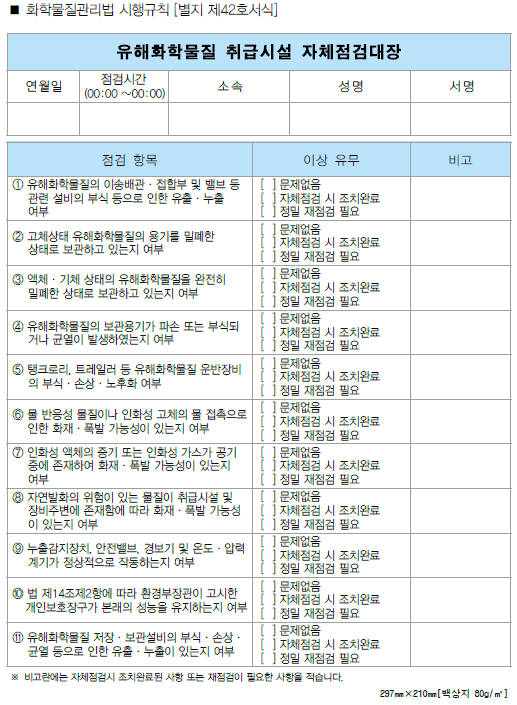 ■ 화학물질관리법 시행규칙 [별지 제42호서식]
유해화학물질 취급시설 자체점검대장
연월일
점검시간
(00:00 ~00:00)
소속
성명
서명
점검 항목
이상 유무
비고
① 유해화학물질의 이송배관ㆍ접합부 및 밸브 등
관련 설비의 부식 등으로 인한 유출ㆍ누출
여부
[ ] 문제없음
[ ] 자체점검 시 조치완료
[ ] 정밀 재점검 필요
② 고체상태 유해화학물질의 용기를 밀폐한
상태로 보관하고 있는지 여부
[ ] 문제없음
[ ] 자체점검 시 조치완료
[ ] 정밀 재점검 필요
③ 액체ㆍ기체 상태의 유해화학물질을 완전히
밀폐한 상태로 보관하고 있는지 여부
[ ] 문제없음
[ ] 자체점검 시 조치완료
[ ] 정밀 재점검 필요
④ 유해화학물질의 보관용기가 파손 또는 부식되
거나 균열이 발생하였는지 여부
[ ] 문제없음
[ ] 자체점검 시 조치완료
[ ] 정밀 재점검 필요
⑤ 탱크로리, 트레일러 등 유해화학물질 운반장비
의 부식ㆍ손상ㆍ노후화 여부
[ ] 문제없음
[ ] 자체점검 시 조치완료
[ ] 정밀 재점검 필요
⑥ 물 반응성 물질이나 인화성 고체의 물 접촉으로
인한 화재ㆍ폭발 가능성이 있는지 여부
[ ] 문제없음
[ ] 자체점검 시 조치완료
[ ] 정밀 재점검 필요
⑦ 인화성 액체의 증기 또는 인화성 가스가 공기
중에 존재하여 화재ㆍ폭발 가능성이 있는지
여부
[ ] 문제없음
[ ] 자체점검 시 조치완료
[ ] 정밀 재점검 필요
⑧ 자연발화의 위험이 있는 물질이 취급시설 및
장비주변에 존재함에 따라 화재ㆍ폭발 가능성
이 있는지 여부
[ ] 문제없음
[ ] 자체점검 시 조치완료
[ ] 정밀 재점검 필요
⑨ 누출감지장치, 안전밸브, 경보기 및 온도ㆍ압력
계기가 정상적으로 작동하는지 여부
[ ] 문제없음
[ ] 자체점검 시 조치완료
[ ] 정밀 재점검 필요
⑩ 법 제14조제2항에 따라 환경부장관이 고시한
개인보호장구가 본래의 성능을 유지하는지 여부
[ ] 문제없음
[ ] 자체점검 시 조치완료
[ ] 정밀 재점검 필요
⑪ 유해화학물질 저장ㆍ보관설비의 부식ㆍ손상ㆍ
균열 등으로 인한 유출ㆍ누출이 있는지 여부
[ ] 문제없음
[ ] 자체점검 시 조치완료
[ ] 정밀 재점검 필요
※ 비고란에는 자체점검시 조치완료된 사항 또는 재점검이 필요한 사항을 적습니다.
297㎜×210㎜[백상지 80g/㎡]